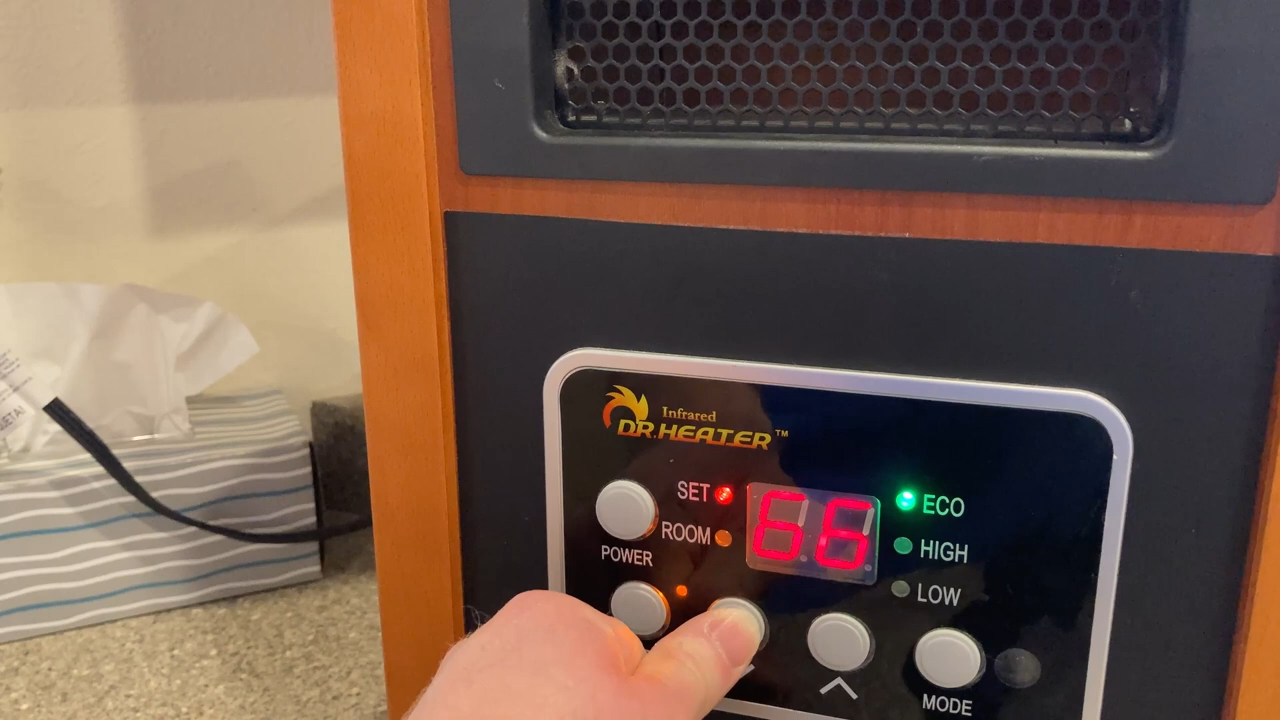 Infrared
DR. HEATER™
SET
66
ECO
ROOM
HIGH
POWER
LOW
MODE